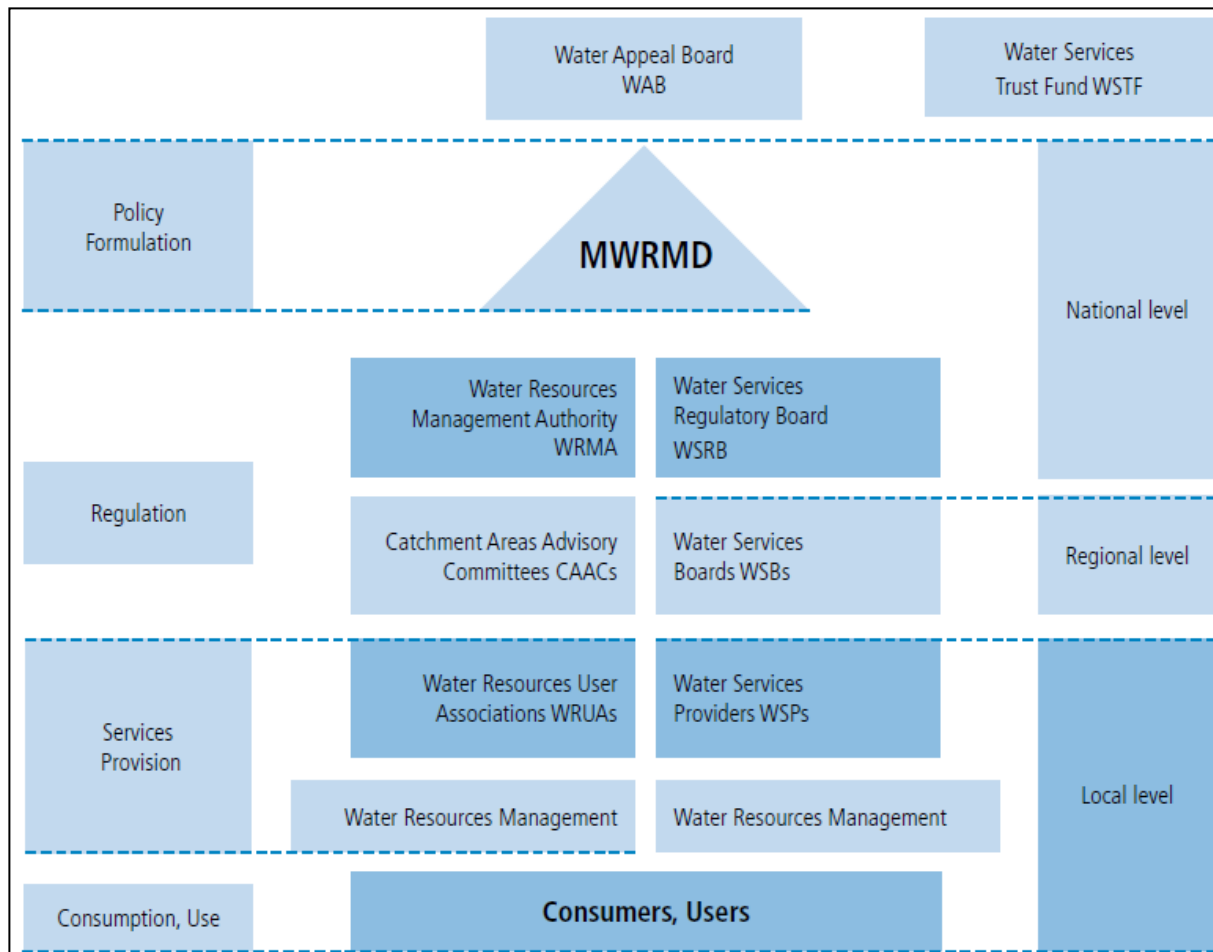 Water Appeal Board
WAB
Water Services
Trust Fund WSTF
Policy
Formulation
MWRMD
National level
Water Resources
Management Authority
WRMA
Water Services
Regulatory Board
WSRB
Regulation
Catchment Areas Advisory
Committees CAACs
Water Services
Boards WSBs
Regional level
Services
Provision
Water Resources User
Associations WRUAs
Water Services
Providers WSPs
Local level
Water Resources Management
Water Resources Management
Consumption, Use
Consumers, Users